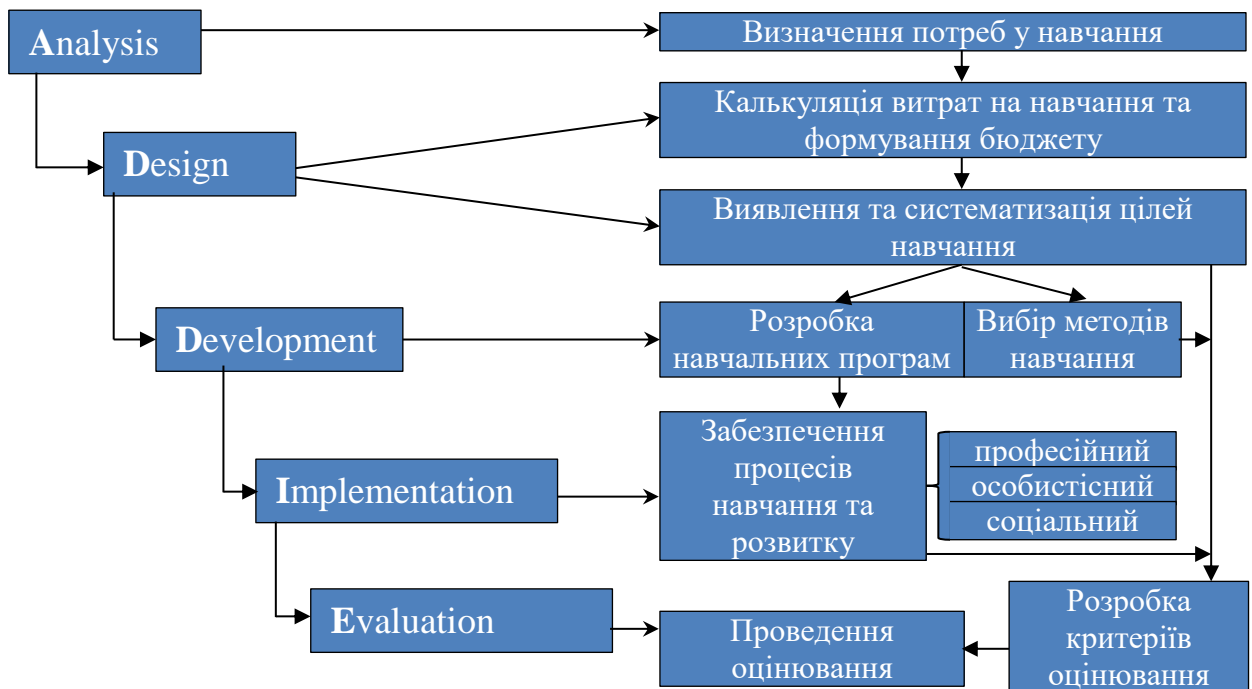 Analysis
Визначення потреб у навчання
Калькуляція витрат на навчання та
формування бюджету
Design
Виявлення та систематизація цілей
навчання
Development
Розробка
навчальних програм
Вибір методів
навчання
Забезпечення
процесів
навчання та
розвитку
професійний
особистісний
соціальний
Implementation
Evaluation
Проведення
оцінювання
Розробка
критеріїв
оцінювання